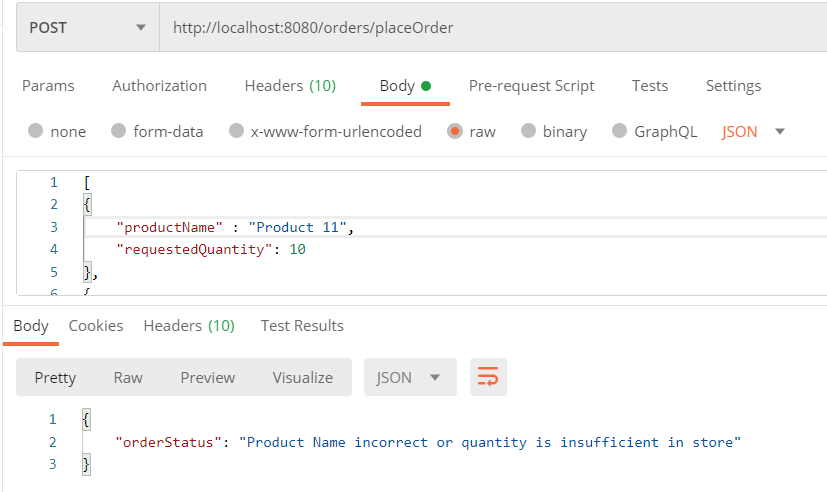 POST http://localhost:8080/orders/placeOrder
Params Authorization Headers (10) Body Pre-request Script Tests Settings
none form-data x-www-form-urlencoded raw binary GraphQL JSON
1 [
2 {
3 "productName" : "Product 11",
4 "requestedQuantity": 10
5 },
6 {
Body Cookies Headers (10) Test Results
Pretty Raw Preview Visualize JSON
1 {
2 "orderStatus": "Product Name incorrect or quantity is insufficient in store"
3 }